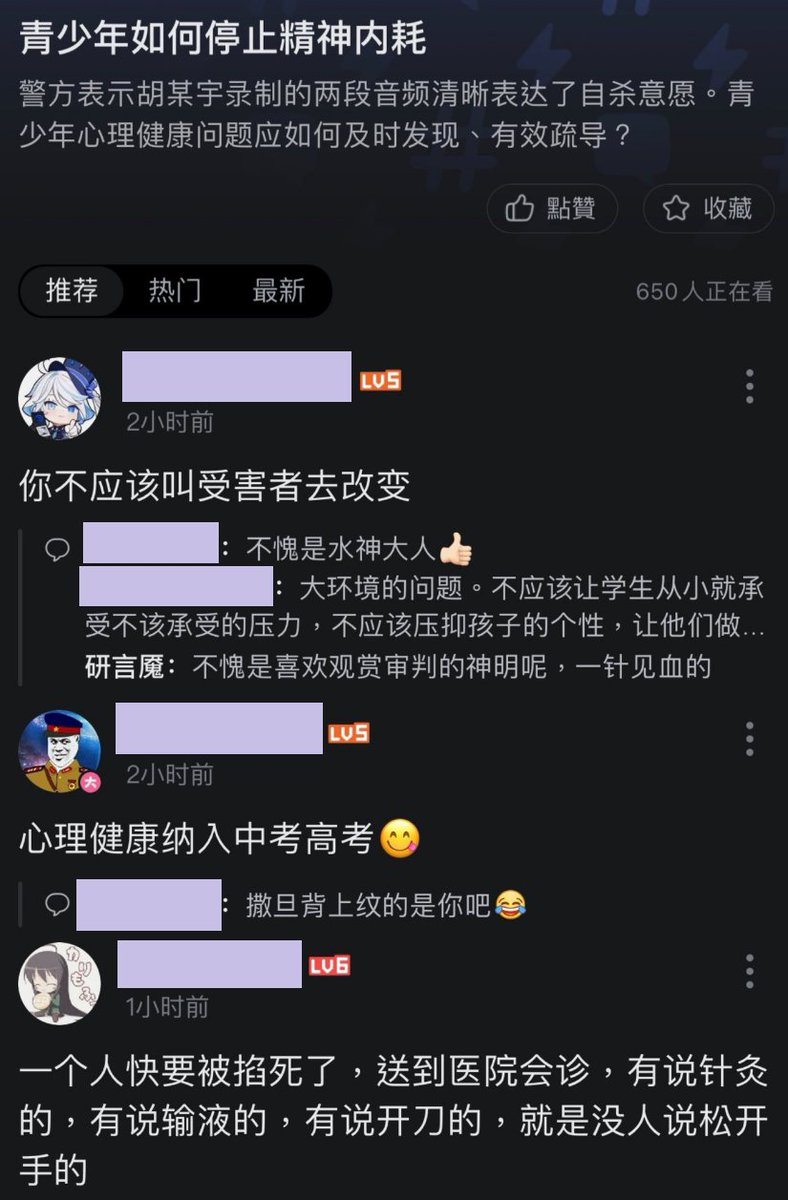 青少年如何停止精神内耗
警方表示胡某宇录制的两段音频清晰表达了自杀意愿。青
少年心理健康问题应如何及时发现、有效疏导？
點贊
收藏
推荐
热门
最新
650人正在看
LV5
2小时前
你不应该叫受害者去改变
：不愧是水神大人👍🏻
：大环境的问题。不应该让学生从小就承
受不该承受的压力，不应该压抑孩子的个性，让他们做...
研言魇：不愧是喜欢观赏审判的神明呢，一针见血的
LV5
大
2小时前
心理健康纳入中考高考😋
：撒旦背上纹的是你吧😂
かりもふ
LV6
1小时前
一个人快要被掐死了，送到医院会诊，有说针灸
的，有说输液的，有说开刀的，就是没人说松开
手的